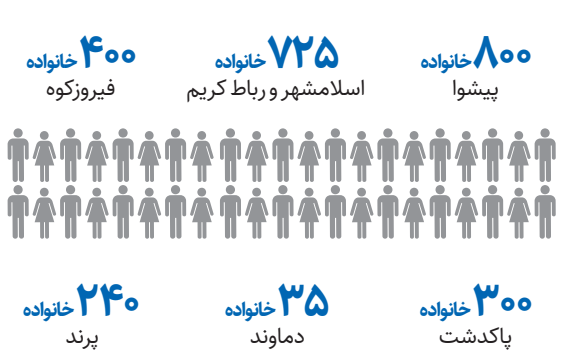 ۸۰۰ خانواده
پیشوا
۷۲۵ خانواده
اسلامشهر و رباط کریم
۴۰۰ خانواده
فیروزکوه
۳۰۰ خانواده
پاکدشت
۳۵ خانواده
دماوند
۲۴۰ خانواده
پرند